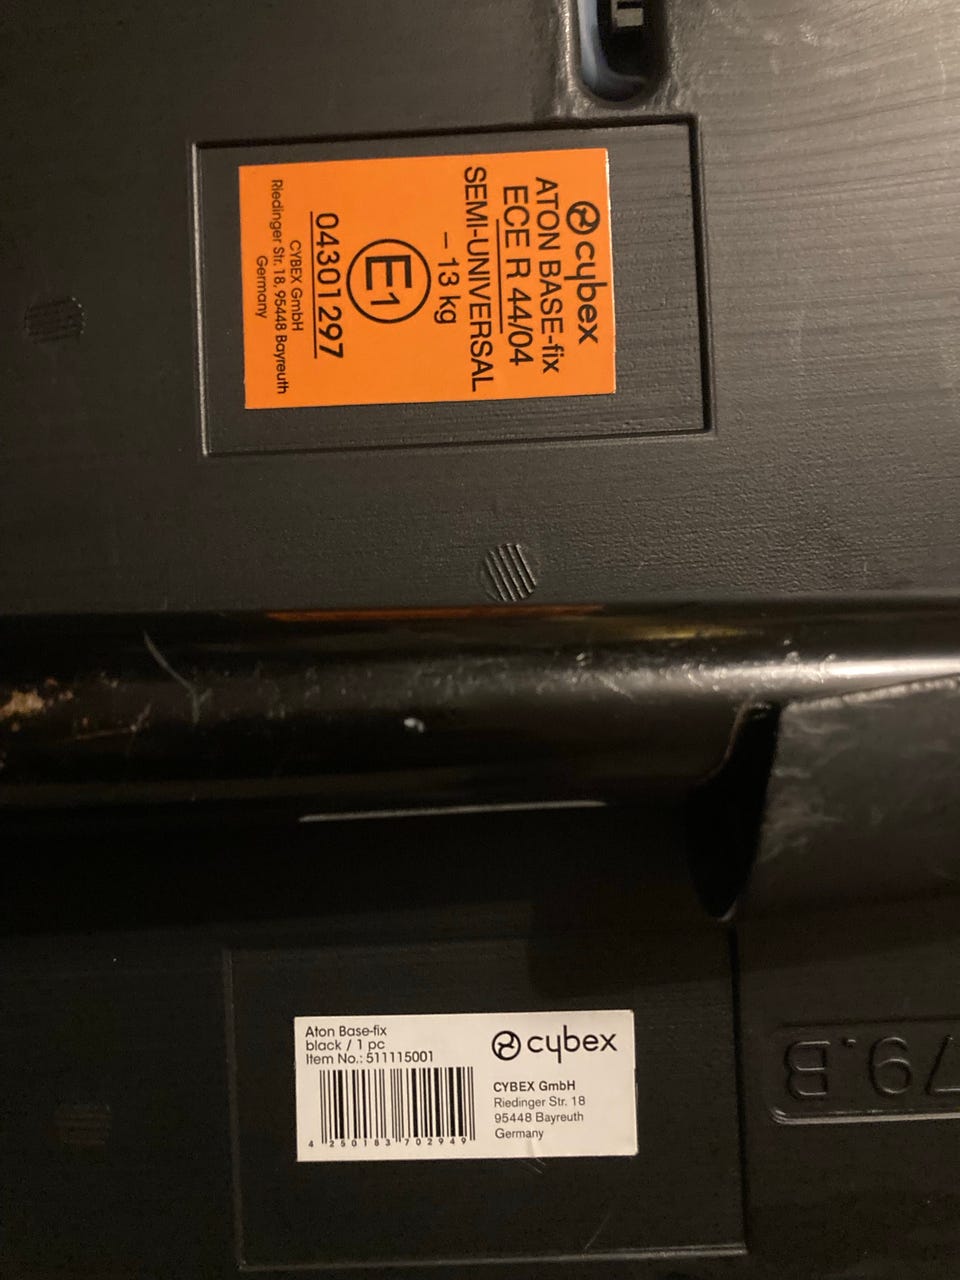 cybex
ATON BASE-fix
ECE R 44/04
SEMI-UNIVERSAL
– 13 kg
E1
04301297
CYBEX GmbH
Riedinger Str. 18, 95448 Bayreuth
Germany
Aton Base-fix
black / 1 pc
Item No.: 511115001
4 250183 702949
cybex
CYBEX GmbH
Riedinger Str. 18
95448 Bayreuth
Germany
79.B